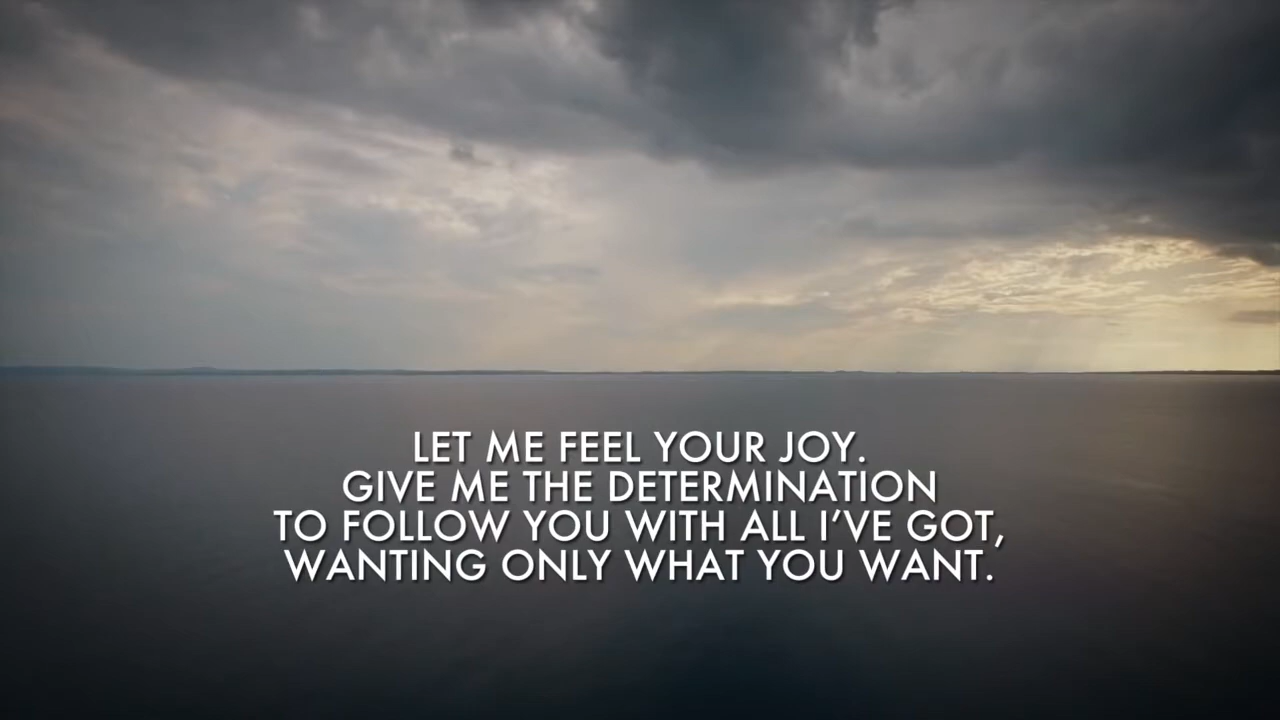 LET ME FEEL YOUR JOY.
GIVE ME THE DETERMINATION
TO FOLLOW YOU WITH ALL I'VE GOT,
WANTING ONLY WHAT YOU WANT.